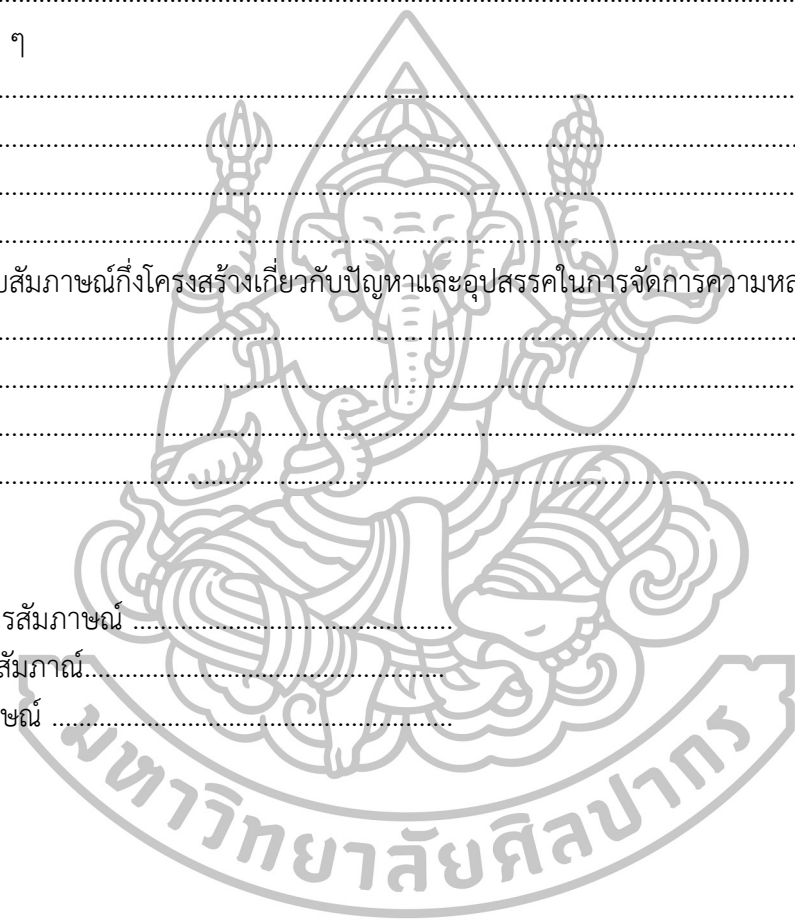 ................................................................................
ๆ
................................................................................
................................................................................
................................................................................
................................................................................
สัมภาษณ์กึ่งโครงสร้างเกี่ยวกับปัญหาและอุปสรรคในการจัดการความ
................................................................................
................................................................................
................................................................................
................................................................................
รสัมภาษณ์ ..................................................
สัมภาณ์..................................................
ษณ์ ..................................................
มหาวิทยาลัยศิลปากร